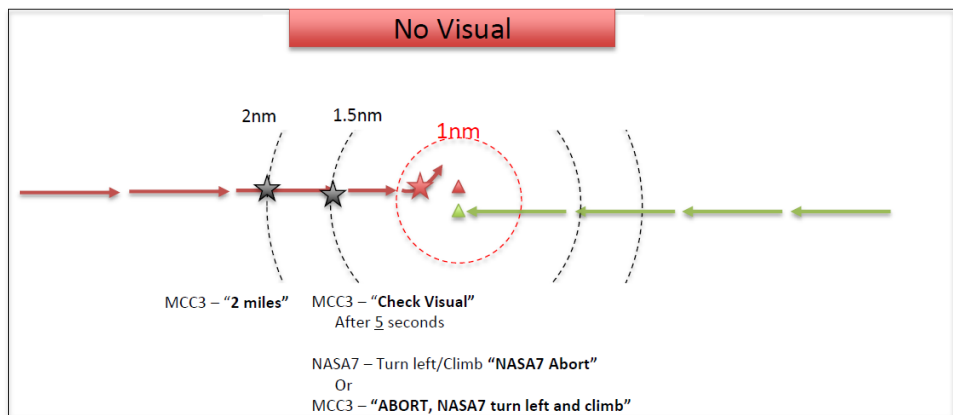 No Visual
2nm
1.5nm
1nm
MCC3 – “2 miles”
MCC3 – “Check Visual”
After 5 seconds
NASA7 – Turn left/Climb “NASA7 Abort”
Or
MCC3 – “ABORT, NASA7 turn left and climb”